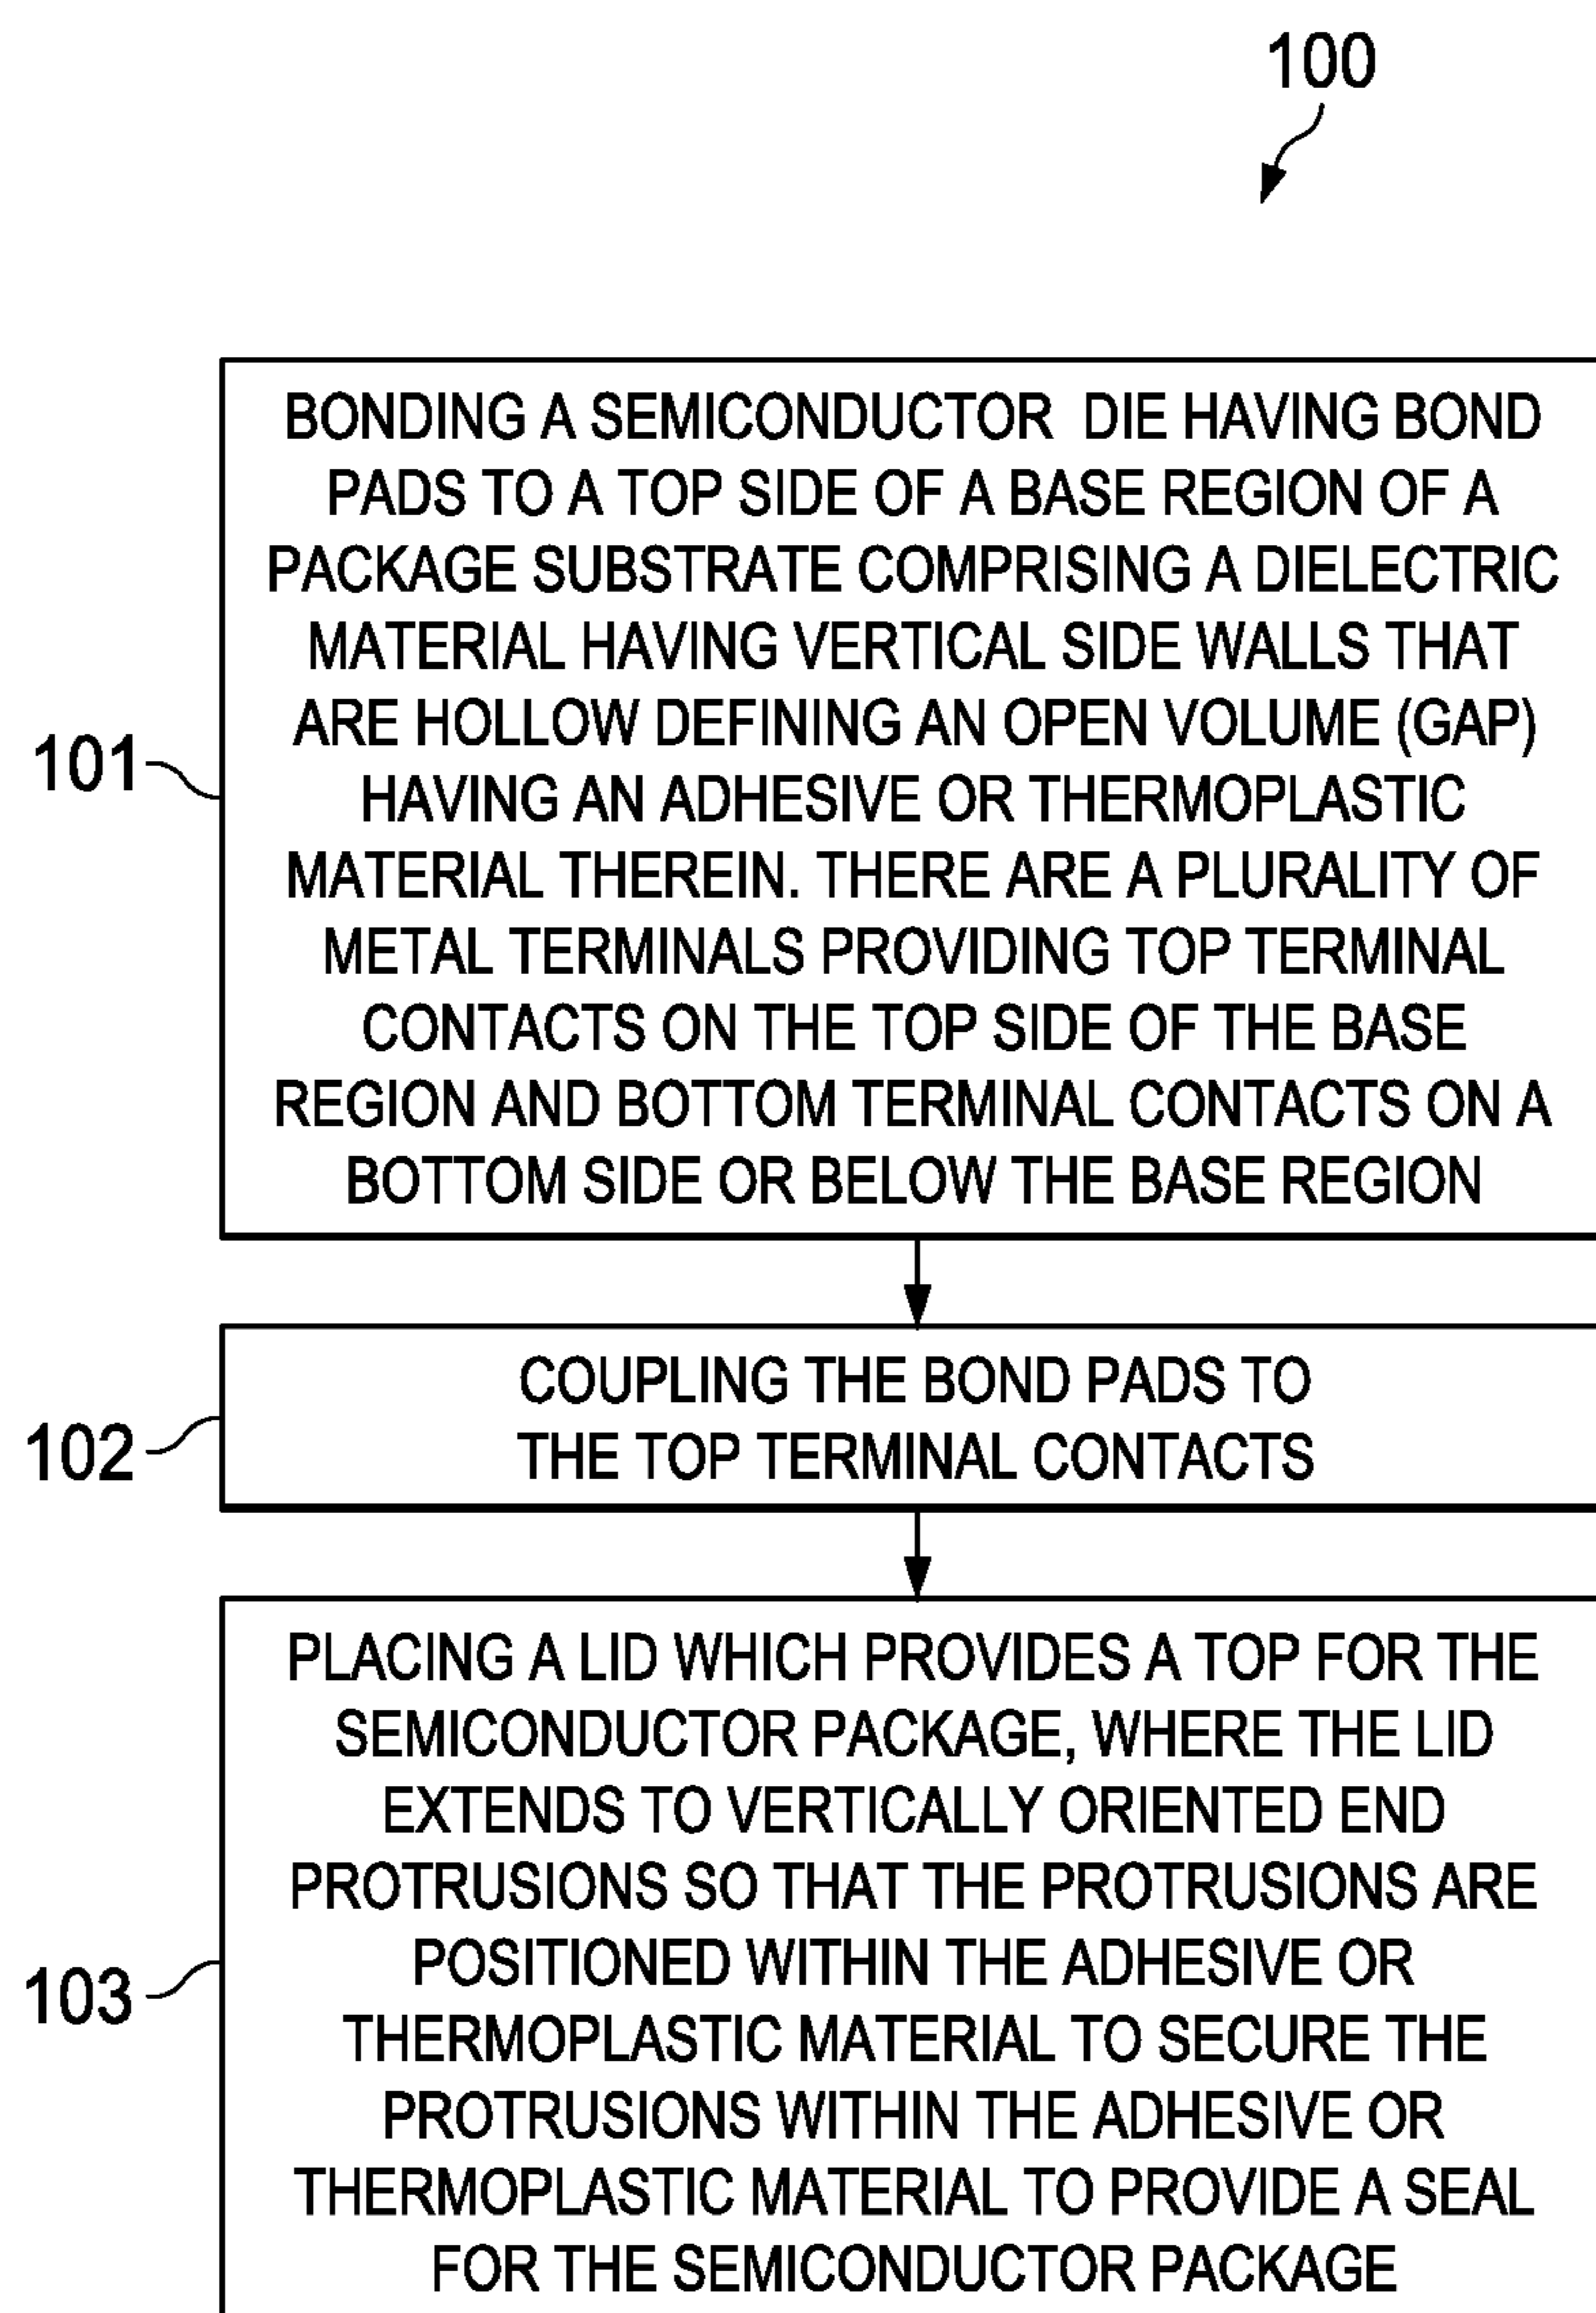 100
101
BONDING A SEMICONDUCTOR DIE HAVING BOND
PADS TO A TOP SIDE OF A BASE REGION OF A
PACKAGE SUBSTRATE COMPRISING A DIELECTRIC
MATERIAL HAVING VERTICAL SIDE WALLS THAT
ARE HOLLOW DEFINING AN OPEN VOLUME (GAP)
HAVING AN ADHESIVE OR THERMOPLASTIC
MATERIAL THEREIN. THERE ARE A PLURALITY OF
METAL TERMINALS PROVIDING TOP TERMINAL
CONTACTS ON THE TOP SIDE OF THE BASE
REGION AND BOTTOM TERMINAL CONTACTS ON A
BOTTOM SIDE OR BELOW THE BASE REGION
102
COUPLING THE BOND PADS TO
THE TOP TERMINAL CONTACTS
103
PLACING A LID WHICH PROVIDES A TOP FOR THE
SEMICONDUCTOR PACKAGE, WHERE THE LID
EXTENDS TO VERTICALLY ORIENTED END
PROTRUSIONS SO THAT THE PROTRUSIONS ARE
POSITIONED WITHIN THE ADHESIVE OR
THERMOPLASTIC MATERIAL TO SECURE THE
PROTRUSIONS WITHIN THE ADHESIVE OR
THERMOPLASTIC MATERIAL TO PROVIDE A SEAL
FOR THE SEMICONDUCTOR PACKAGE